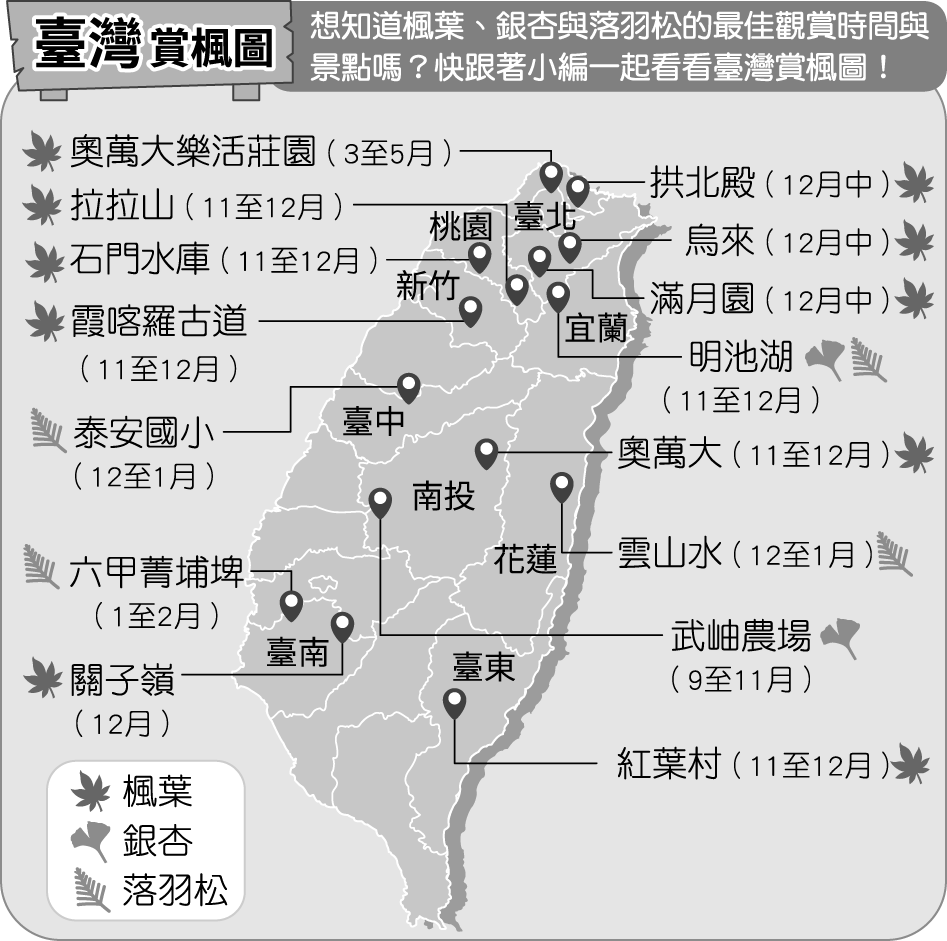 臺灣賞楓圖
想知道楓葉、銀杏與落羽松的最佳觀賞時間與
景點嗎？快跟著小編一起看看臺灣賞楓圖！
奧萬大樂活莊園（3至5月）
拉拉山（11至12月）
石門水庫（11至12月）
霞喀羅古道
（11至12月）
泰安國小
（12至1月）
六甲菁埔埤
（1至2月）
關子嶺
（12月）
臺北
桃園
新竹
宜蘭
臺中
南投
花蓮
臺南
臺東
拱北殿（12月中）
烏來（12月中）
滿月園（12月中）
明池湖
（11至12月）
奧萬大（11至12月）
雲山水（12至1月）
武岫農場
（9至11月）
紅葉村（11至12月）
楓葉
銀杏
落羽松